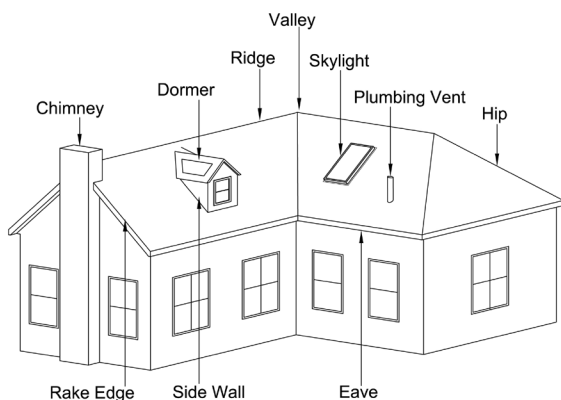 Valley
Ridge
Skylight
Dormer
Plumbing Vent
Chimney
Hip
Rake Edge
Side Wall
Eave